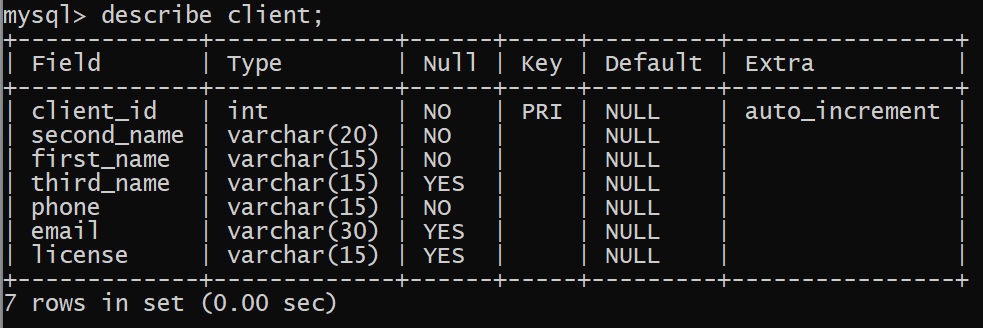 mysql> describe client;
+-------------+-------------+------+-----+---------+----------------+
| Field       | Type        | Null | Key | Default | Extra          |
+-------------+-------------+------+-----+---------+----------------+
| client_id   | int         | NO   | PRI | NULL    | auto_increment |
| second_name | varchar(20) | NO   |     | NULL    |                |
| first_name  | varchar(15) | NO   |     | NULL    |                |
| third_name  | varchar(15) | YES  |     | NULL    |                |
| phone       | varchar(15) | NO   |     | NULL    |                |
| email       | varchar(30) | YES  |     | NULL    |                |
| license     | varchar(15) | YES  |     | NULL    |                |
+-------------+-------------+------+-----+---------+----------------+
7 rows in set (0.00 sec)